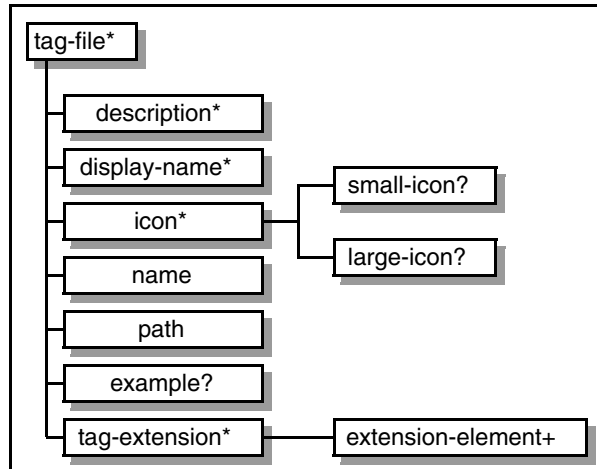 tag-file*
description*
display-name*
small-icon?
icon*
large-icon?
name
path
example?
tag-extension*
extension-element+